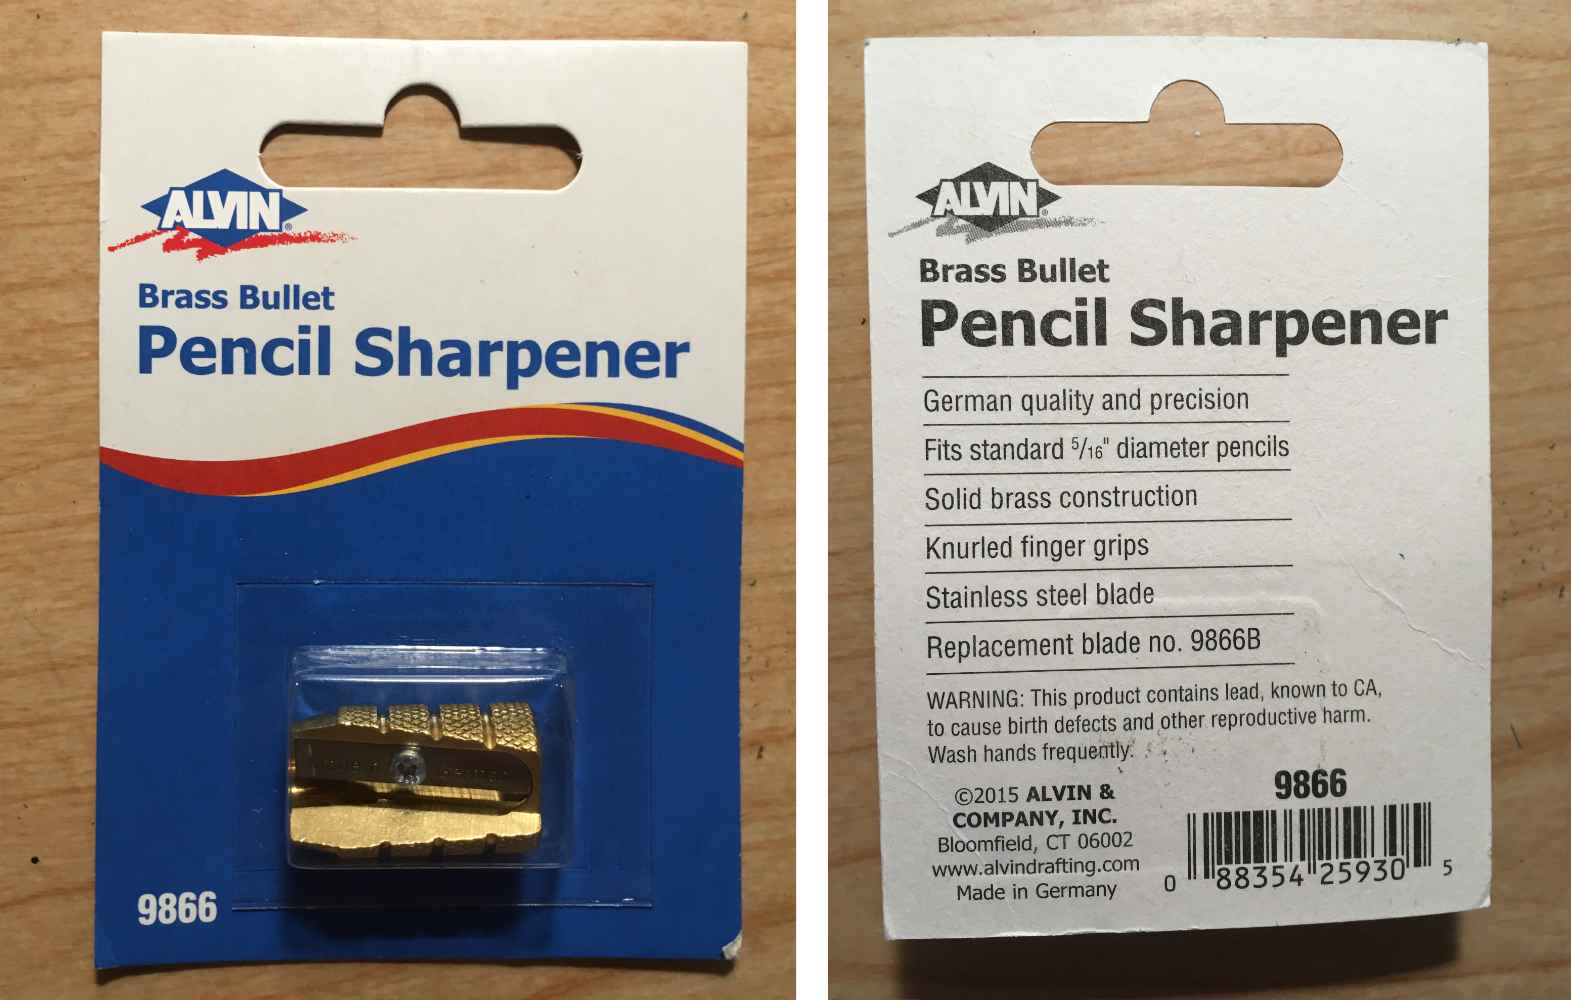 ALVIN®
Brass Bullet
Pencil Sharpener
9866
ALVIN®
Brass Bullet
Pencil Sharpener
German quality and precision
Fits standard 5/16" diameter pencils
Solid brass construction
Knurled finger grips
Stainless steel blade
Replacement blade no. 9866B
WARNING: This product contains lead, known to CA,
to cause birth defects and other reproductive harm.
Wash hands frequently.
©2015 ALVIN &
COMPANY, INC.
Bloomfield, CT 06002
www.alvindrafting.com
Made in Germany
9866
0 88354 25930 5